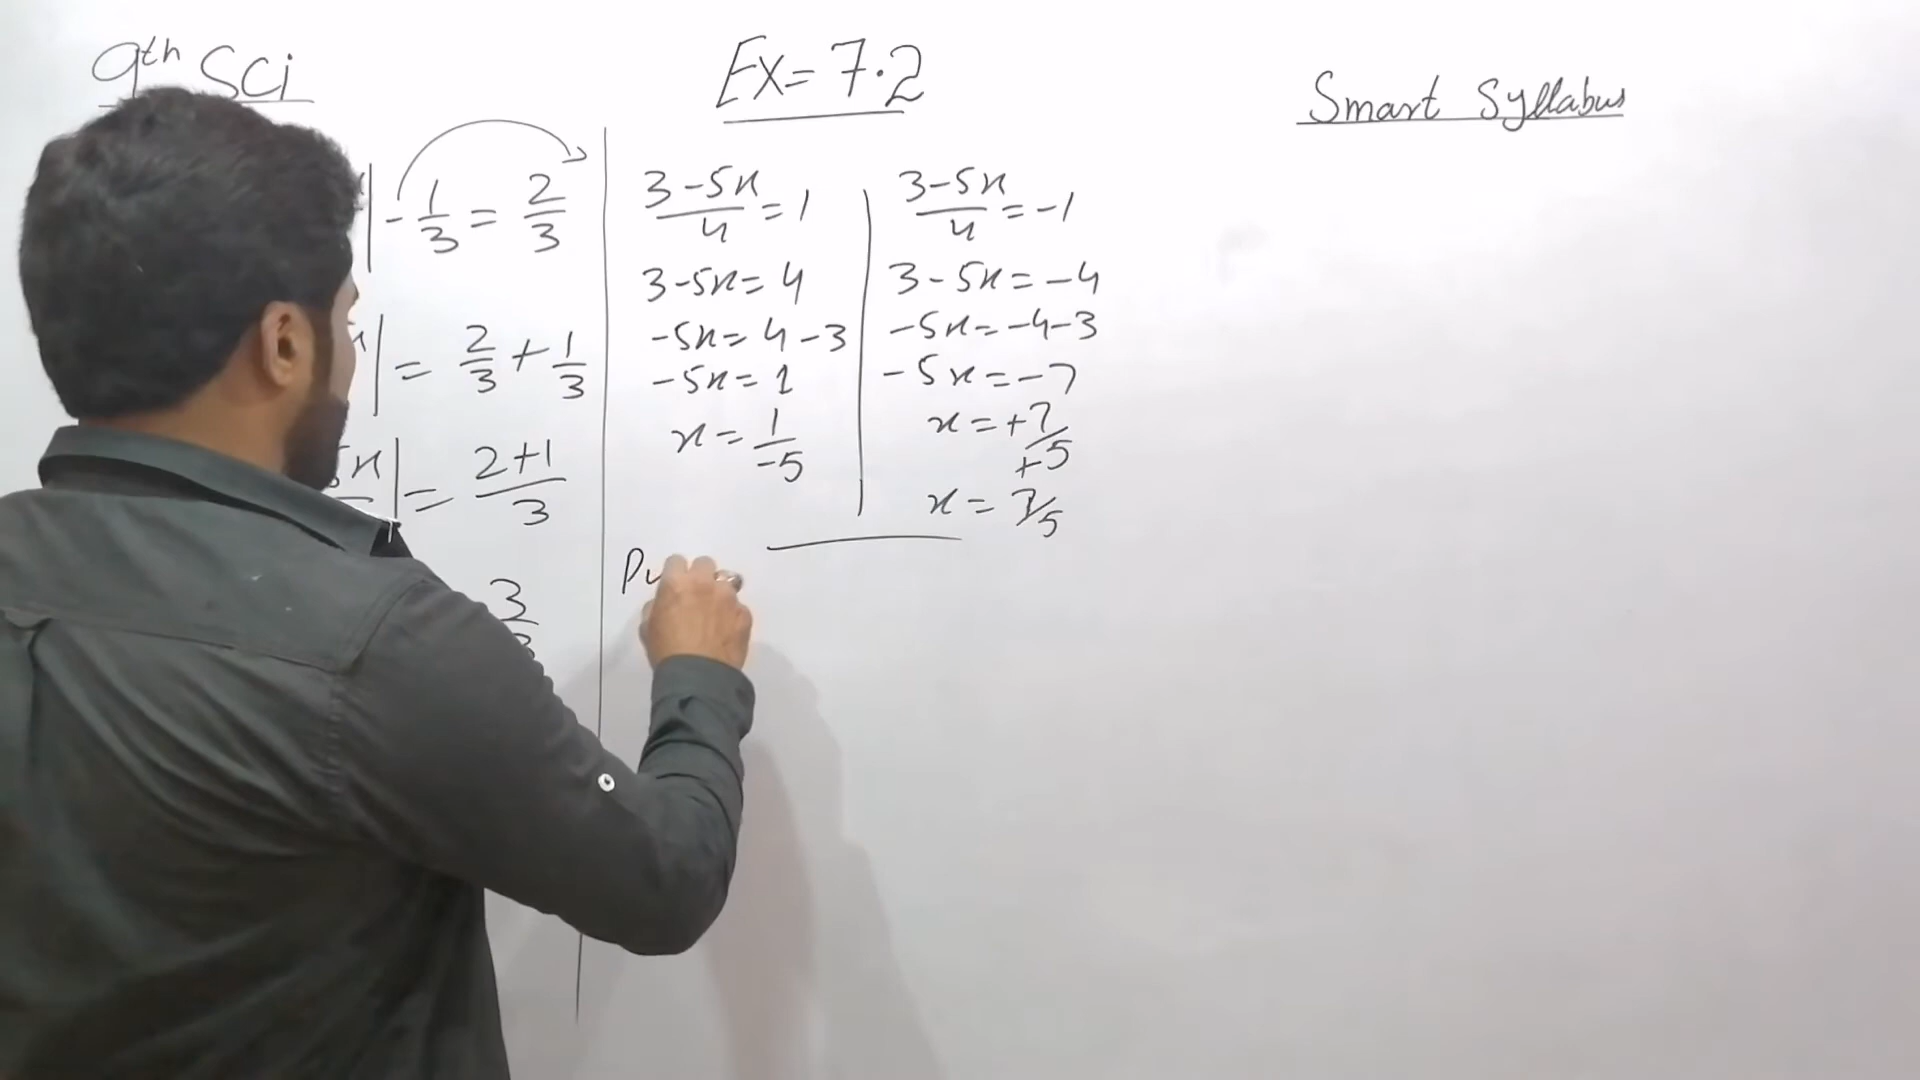 9th Sci
Ex= 7.2
Smart Syllabus
| - 1/3 = 2/3
| = 2/3 + 1/3
x| = 2+1/3
3
3-5x/4 = 1
3-5x = 4
-5x = 4-3
-5x = 1
x = 1/-5
3-5x/4 = -1
3-5x = -4
-5x = -4-3
-5x = -7
x = +7/+5
x = 7/5
Pu